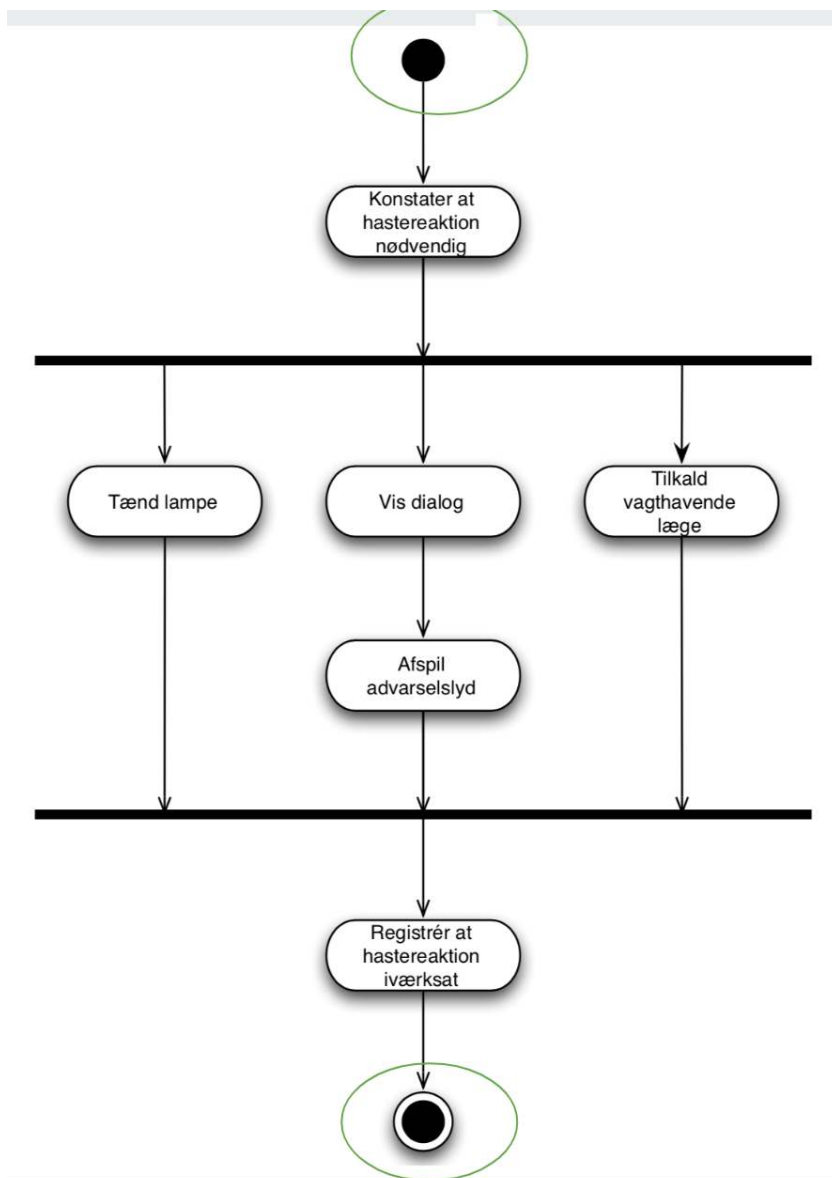 Konstater at
hastereaktion
nødvendig
Tænd lampe
Vis dialog
Tilkald
vagthavende
læge
Afspil
advarselslyd
Registrér at
hastereaktion
iværksat